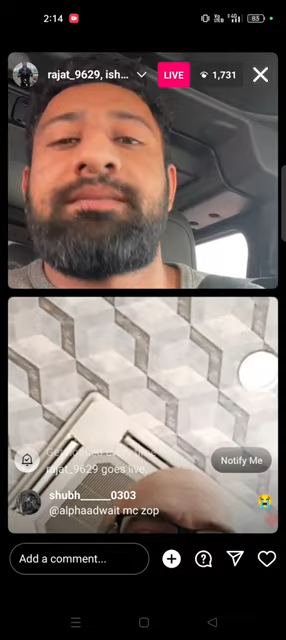 2:14
83
rajat_9629, ish...
LIVE
1,731
rajat_9629 goes live.
Notify Me
shubh_____0303
@alphaadwait mc zop
Add a comment...